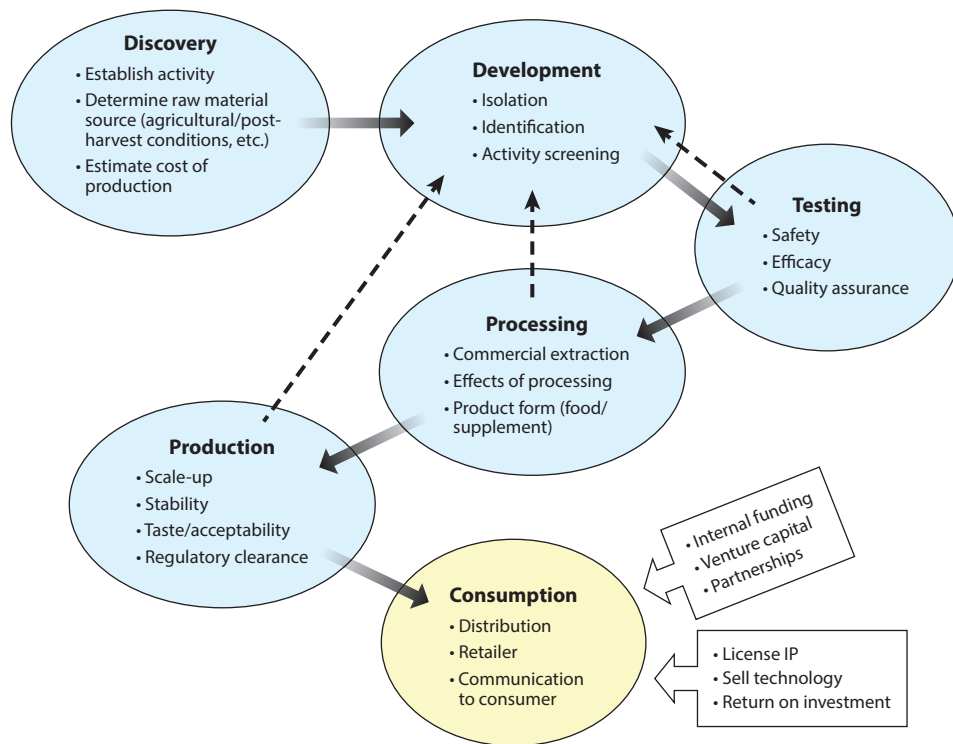 Discovery
• Establish activity
• Determine raw material
source (agricultural/post-
harvest conditions, etc.)
• Estimate cost of
production
Development
• Isolation
• Identification
• Activity screening
Testing
• Safety
• Efficacy
• Quality assurance
Processing
• Commercial extraction
• Effects of processing
• Product form (food/
supplement)
Production
• Scale-up
• Stability
• Taste/acceptability
• Regulatory clearance
Consumption
• Distribution
• Retailer
• Communication
to consumer
• Internal funding
• Venture capital
• Partnerships
• License IP
• Sell technology
• Return on investment